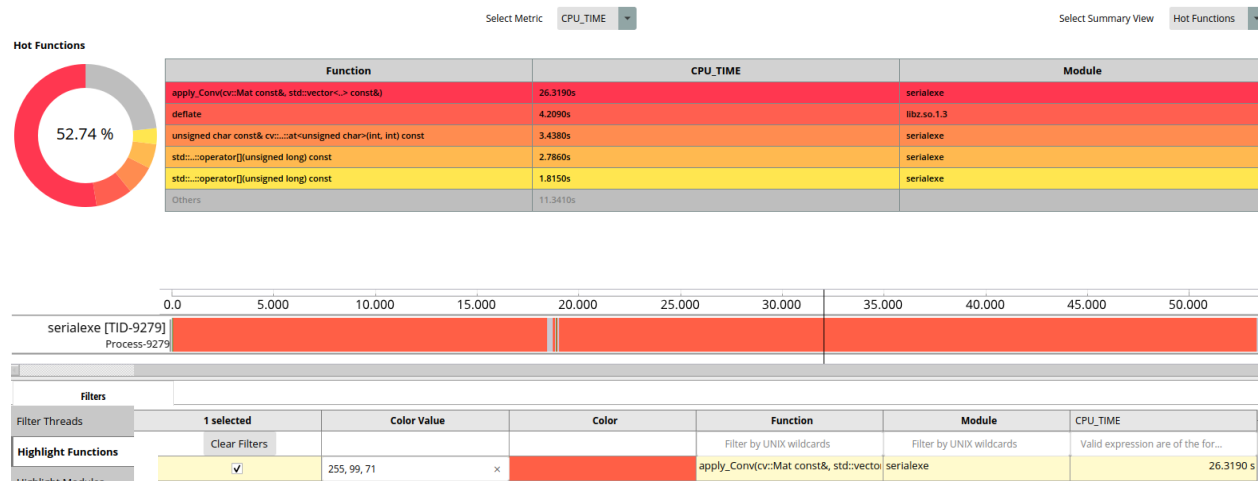 Select Metric CPU_TIME Select Summary View Hot Functions
Hot Functions
Function CPU_TIME Module
apply_Conv(cv::Mat const&, std::vector<..> const&) 26.3190s serialexe
deflate 4.2090s libz.so.1.3
unsigned char const& cv::...::at<unsigned char>(int, int) const 3.4380s serialexe
std::...::operator[](unsigned long) const 2.7860s serialexe
std::...::operator[](unsigned long) const 1.8150s serialexe
Others 11.3410s
52.74 %
0.0 5.000 10.000 15.000 20.000 25.000 30.000 35.000 40.000 45.000 50.000
serialexe [TID-9279]
Process-9279
Filters
Filter Threads 1 selected Color Value Color Function Module CPU_TIME
Clear Filters Filter by UNIX wildcards Filter by UNIX wildcards Valid expression are of the for...
Highlight Functions
255, 99, 71 × apply_Conv(cv::Mat const&, std::vector serialexe 26.3190 s